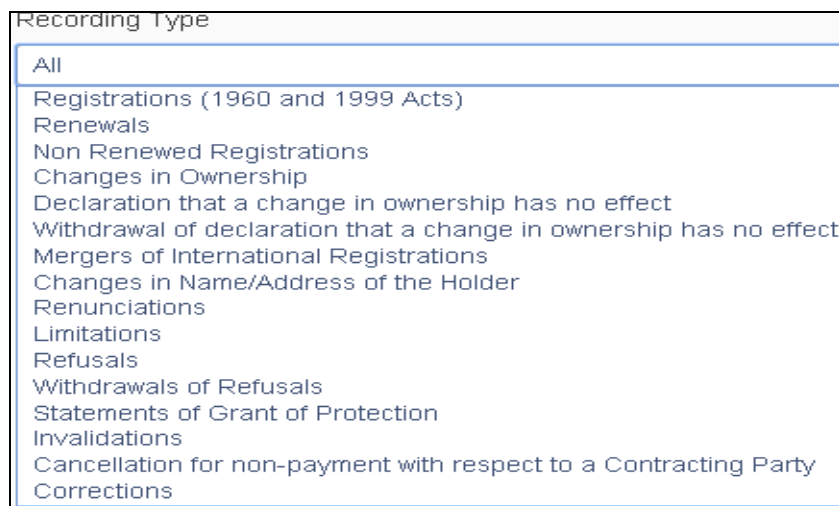 Recording Type
All
Registrations (1960 and 1999 Acts)
Renewals
Non Renewed Registrations
Changes in Ownership
Declaration that a change in ownership has no effect
Withdrawal of declaration that a change in ownership has no effect
Mergers of International Registrations
Changes in Name/Address of the Holder
Renunciations
Limitations
Refusals
Withdrawals of Refusals
Statements of Grant of Protection
Invalidations
Cancellation for non-payment with respect to a Contracting Party
Corrections